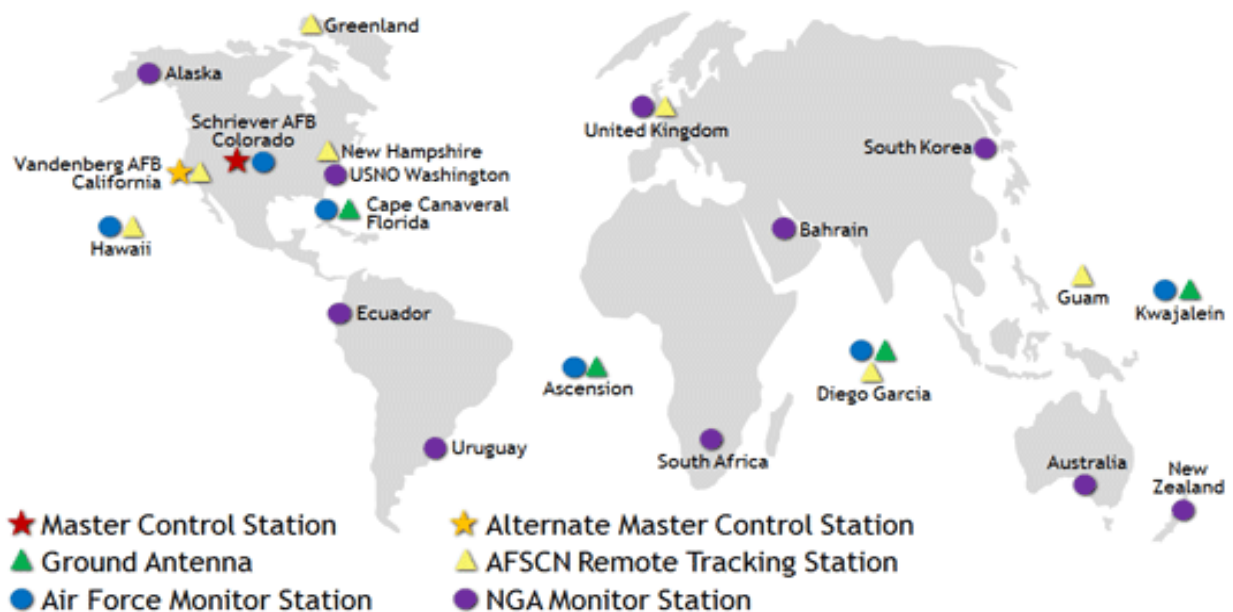 Greenland
Alaska
Schriever AFB
Colorado
Vandenberg AFB
California
New Hampshire
USNO Washington
Cape Canaveral
Florida
Hawaii
United Kingdom
South Korea
Bahrain
Guam
Kwajalein
Ecuador
Ascension
Diego Garcia
Uruguay
South Africa
Australia
New
Zealand
Master Control Station
Alternate Master Control Station
Ground Antenna
AFSCN Remote Tracking Station
Air Force Monitor Station
NGA Monitor Station